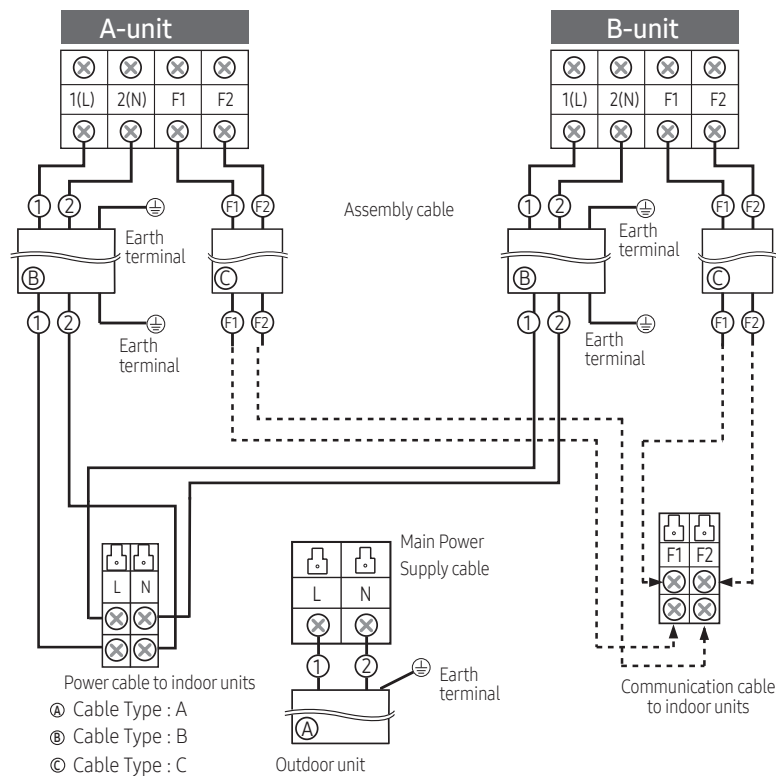 A-unit B-unit
1(L) 2(N) F1 F2 1(L) 2(N) F1 F2
1 2 F1 F2 Assembly cable 1 2 F1 F2
Earth
terminal
Earth
terminal
B C B C
1 2 F1 F2 1 2 F1 F2
Earth
terminal
Earth
terminal
L N
Power cable to indoor units
Main Power
Supply cable
L N
1 2
Earth
terminal
A
Outdoor unit
F1 F2
Communication cable
to indoor units
A Cable Type : A
B Cable Type : B
C Cable Type : C